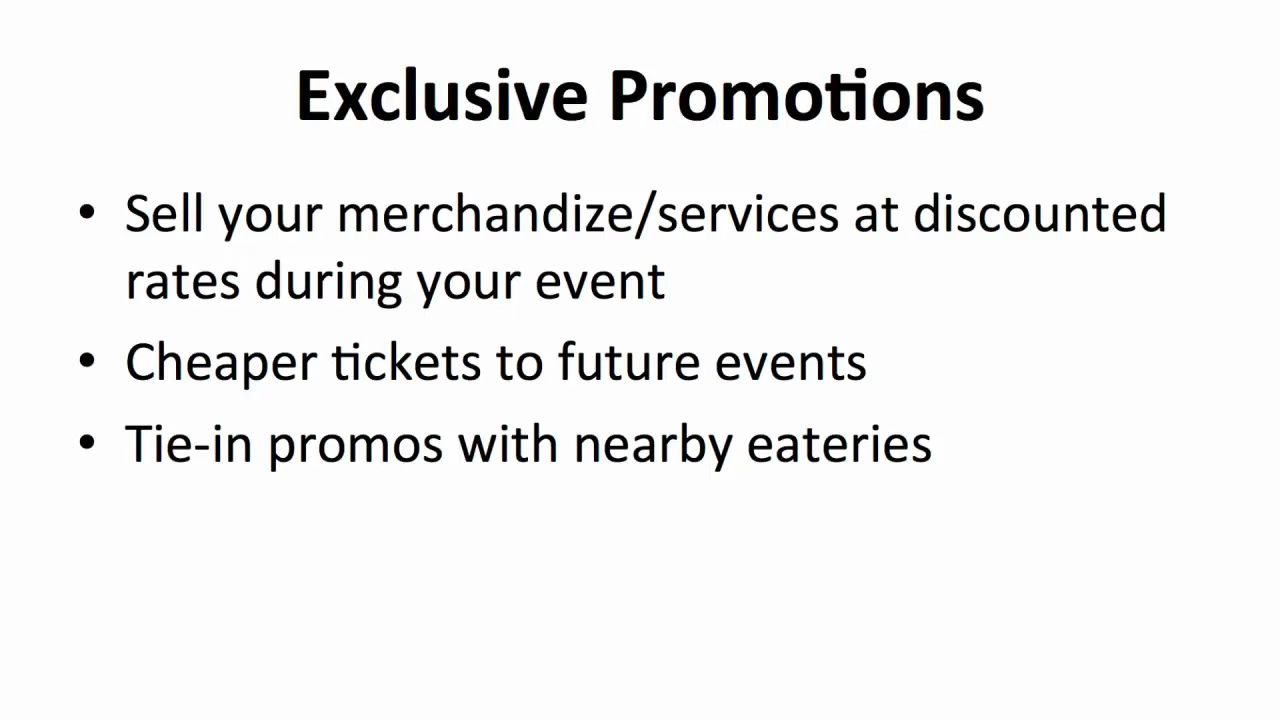 Exclusive Promotions
• Sell your merchandize/services at discounted
rates during your event
• Cheaper tickets to future events
• Tie-in promos with nearby eateries